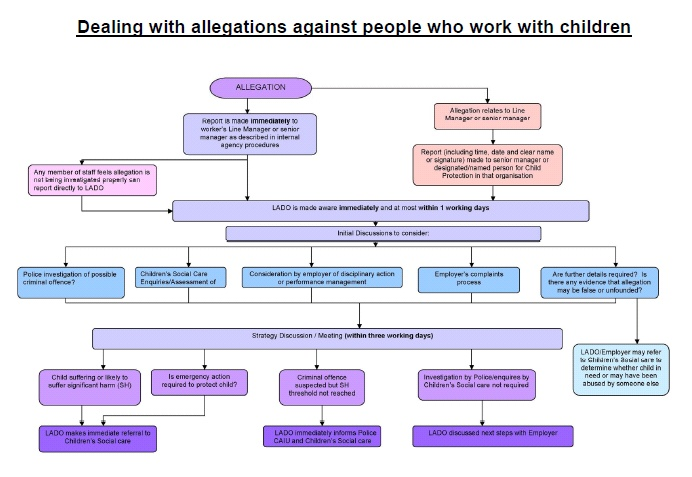 Dealing with allegations against people who work with children
ALLEGATION
Report is made immediately to
worker's Line Manager or senior
manager as described in internal
agency procedures
Allegation relates to Line
Manager or senior manager
Report (including time, date and clear name
or signature) made to senior manager or
designated/named person for Child
Protection in that organisation
Any member of staff feels allegation is
not being investigated properly can
report directly to LADO
LADO is made aware immediately and at most within 1 working days
Initial Discussions to consider:
Police investigation of possible
criminal offence?
Children's Social Care
Enquiries/Assessment of
Consideration by employer of disciplinary action
or performance management
Employer's complaints
process
Are further details required? Is
there any evidence that allegation
may be false or unfounded?
Strategy Discussion / Meeting (within three working days)
LADO/Employer may refer
to Children's Social care to
determine whether child in
need or may have been
abused by someone else
Child suffering or likely to
suffer significant harm (SH)
Is emergency action
required to protect child?
Criminal offence
suspected but SH
threshold not reached
Investigation by Police/enquires by
Children's Social care not required
LADO makes immediate referral to
Children's Social care
LADO immediately informs Police
CAIU and Children's Social care
LADO discussed next steps with Employer